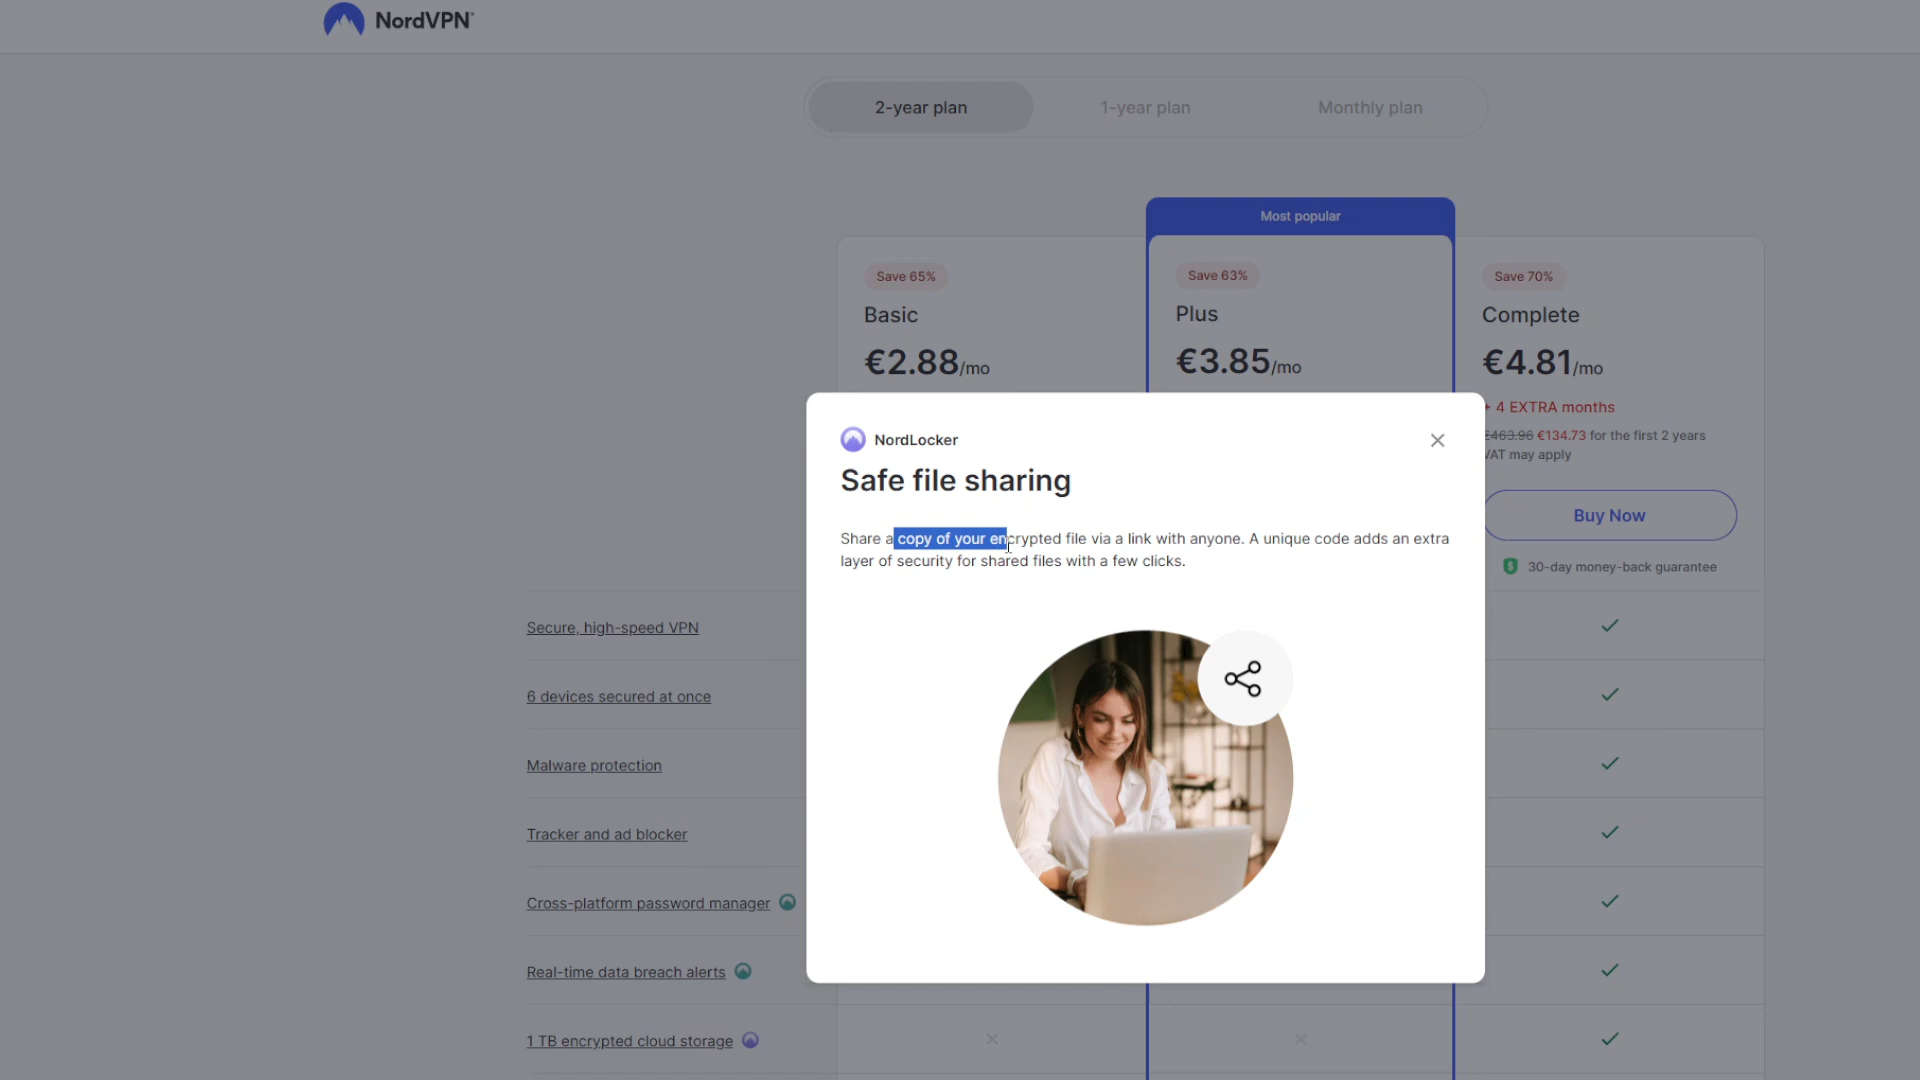 NordVPN®
2-year plan
1-year plan
Monthly plan
Most popular
Save 65%
Basic
€2.88/mo
Save 63%
Plus
€3.85/mo
Save 70%
Complete
€4.81/mo
+ 4 EXTRA months
€463.96 €134.73 for the first 2 years
VAT may apply
Buy Now
30-day money-back guarantee
NordLocker
Safe file sharing
Share a copy of your encrypted file via a link with anyone. A unique code adds an extra
layer of security for shared files with a few clicks.
Secure, high-speed VPN
6 devices secured at once
Malware protection
Tracker and ad blocker
Cross-platform password manager
Real-time data breach alerts
1 TB encrypted cloud storage